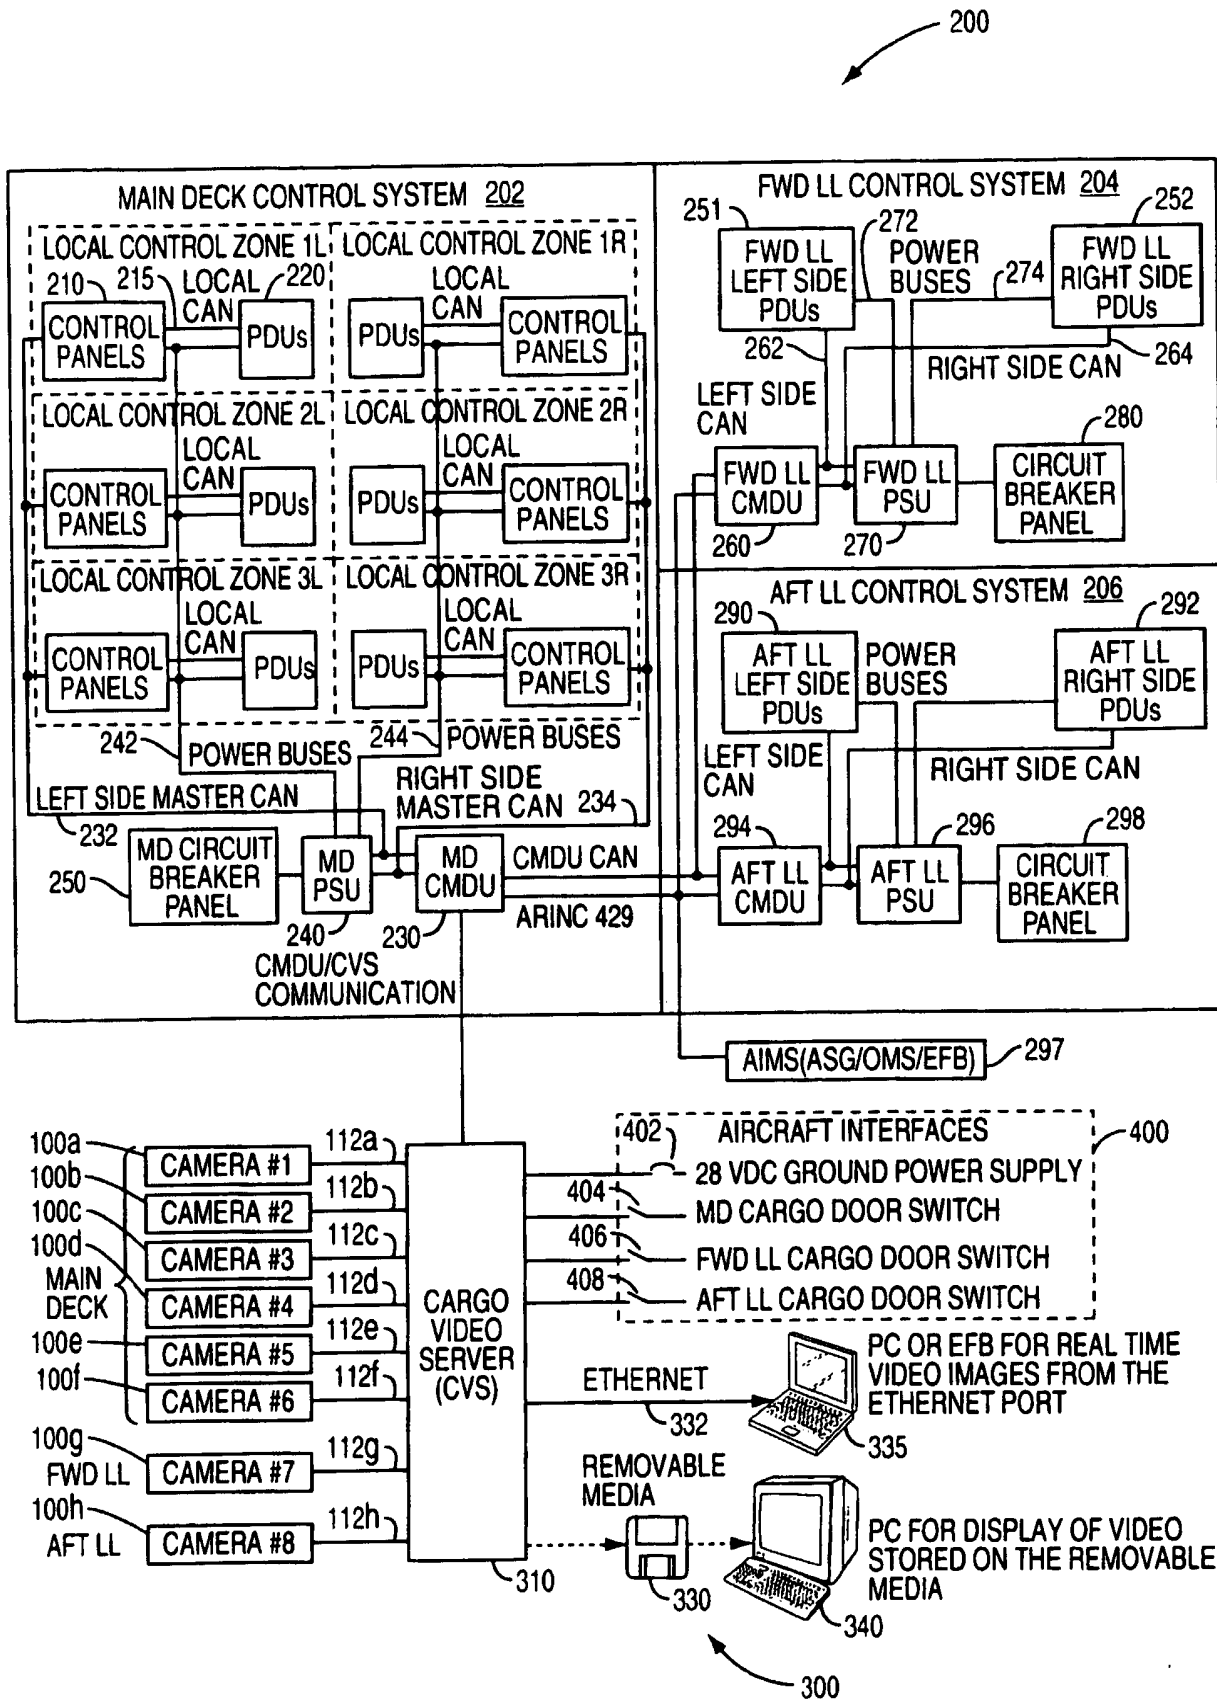 200
MAIN DECK CONTROL SYSTEM 202
LOCAL CONTROL ZONE 1L
210
215
LOCAL
CAN
220
CONTROL
PANELS
PDUs
LOCAL CONTROL ZONE 1R
LOCAL
CAN
PDUs
CONTROL
PANELS
LOCAL CONTROL ZONE 2L
LOCAL
CAN
CONTROL
PANELS
PDUs
LOCAL CONTROL ZONE 2R
LOCAL
CAN
PDUs
CONTROL
PANELS
LOCAL CONTROL ZONE 3L
LOCAL
CAN
CONTROL
PANELS
PDUs
LOCAL CONTROL ZONE 3R
LOCAL
CAN
PDUs
CONTROL
PANELS
242
POWER BUSES
244
POWER BUSES
LEFT SIDE MASTER CAN
232
RIGHT SIDE
MASTER CAN
234
250
MD CIRCUIT
BREAKER
PANEL
MD
PSU
240
MD
CMDU
230
CMDU CAN
ARINC 429
CMDU/CVS
COMMUNICATION
FWD LL CONTROL SYSTEM 204
251
FWD LL
LEFT SIDE
PDUs
272
POWER
BUSES
274
252
FWD LL
RIGHT SIDE
PDUs
262
264
RIGHT SIDE CAN
LEFT SIDE
CAN
FWD LL
CMDU
260
FWD LL
PSU
270
280
CIRCUIT
BREAKER
PANEL
AFT LL CONTROL SYSTEM 206
290
AFT LL
LEFT SIDE
PDUs
POWER
BUSES
292
AFT LL
RIGHT SIDE
PDUs
LEFT SIDE
CAN
RIGHT SIDE CAN
294
AFT LL
CMDU
296
AFT LL
PSU
298
CIRCUIT
BREAKER
PANEL
AIMS(ASG/OMS/EFB)
297
100a
CAMERA #1
112a
100b
CAMERA #2
112b
100c
CAMERA #3
112c
100d
CAMERA #4
112d
MAIN
DECK
100e
CAMERA #5
112e
100f
CAMERA #6
112f
100g
FWD LL
CAMERA #7
112g
100h
AFT LL
CAMERA #8
112h
CARGO
VIDEO
SERVER
(CVS)
310
AIRCRAFT INTERFACES
400
402
28 VDC GROUND POWER SUPPLY
404
MD CARGO DOOR SWITCH
406
FWD LL CARGO DOOR SWITCH
408
AFT LL CARGO DOOR SWITCH
ETHERNET
332
335
PC OR EFB FOR REAL TIME
VIDEO IMAGES FROM THE
ETHERNET PORT
REMOVABLE
MEDIA
330
340
PC FOR DISPLAY OF VIDEO
STORED ON THE REMOVABLE
MEDIA
300